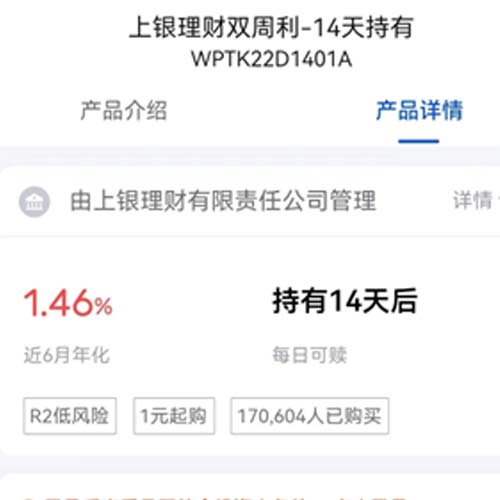 上银理财双周利-14天持有
WPTK22D1401A
产品介绍 产品详情
由上银理财有限责任公司管理 详情
1.46% 持有14天后
近6月年化 每日可赎
R2低风险 1元起购 170,604人已购买